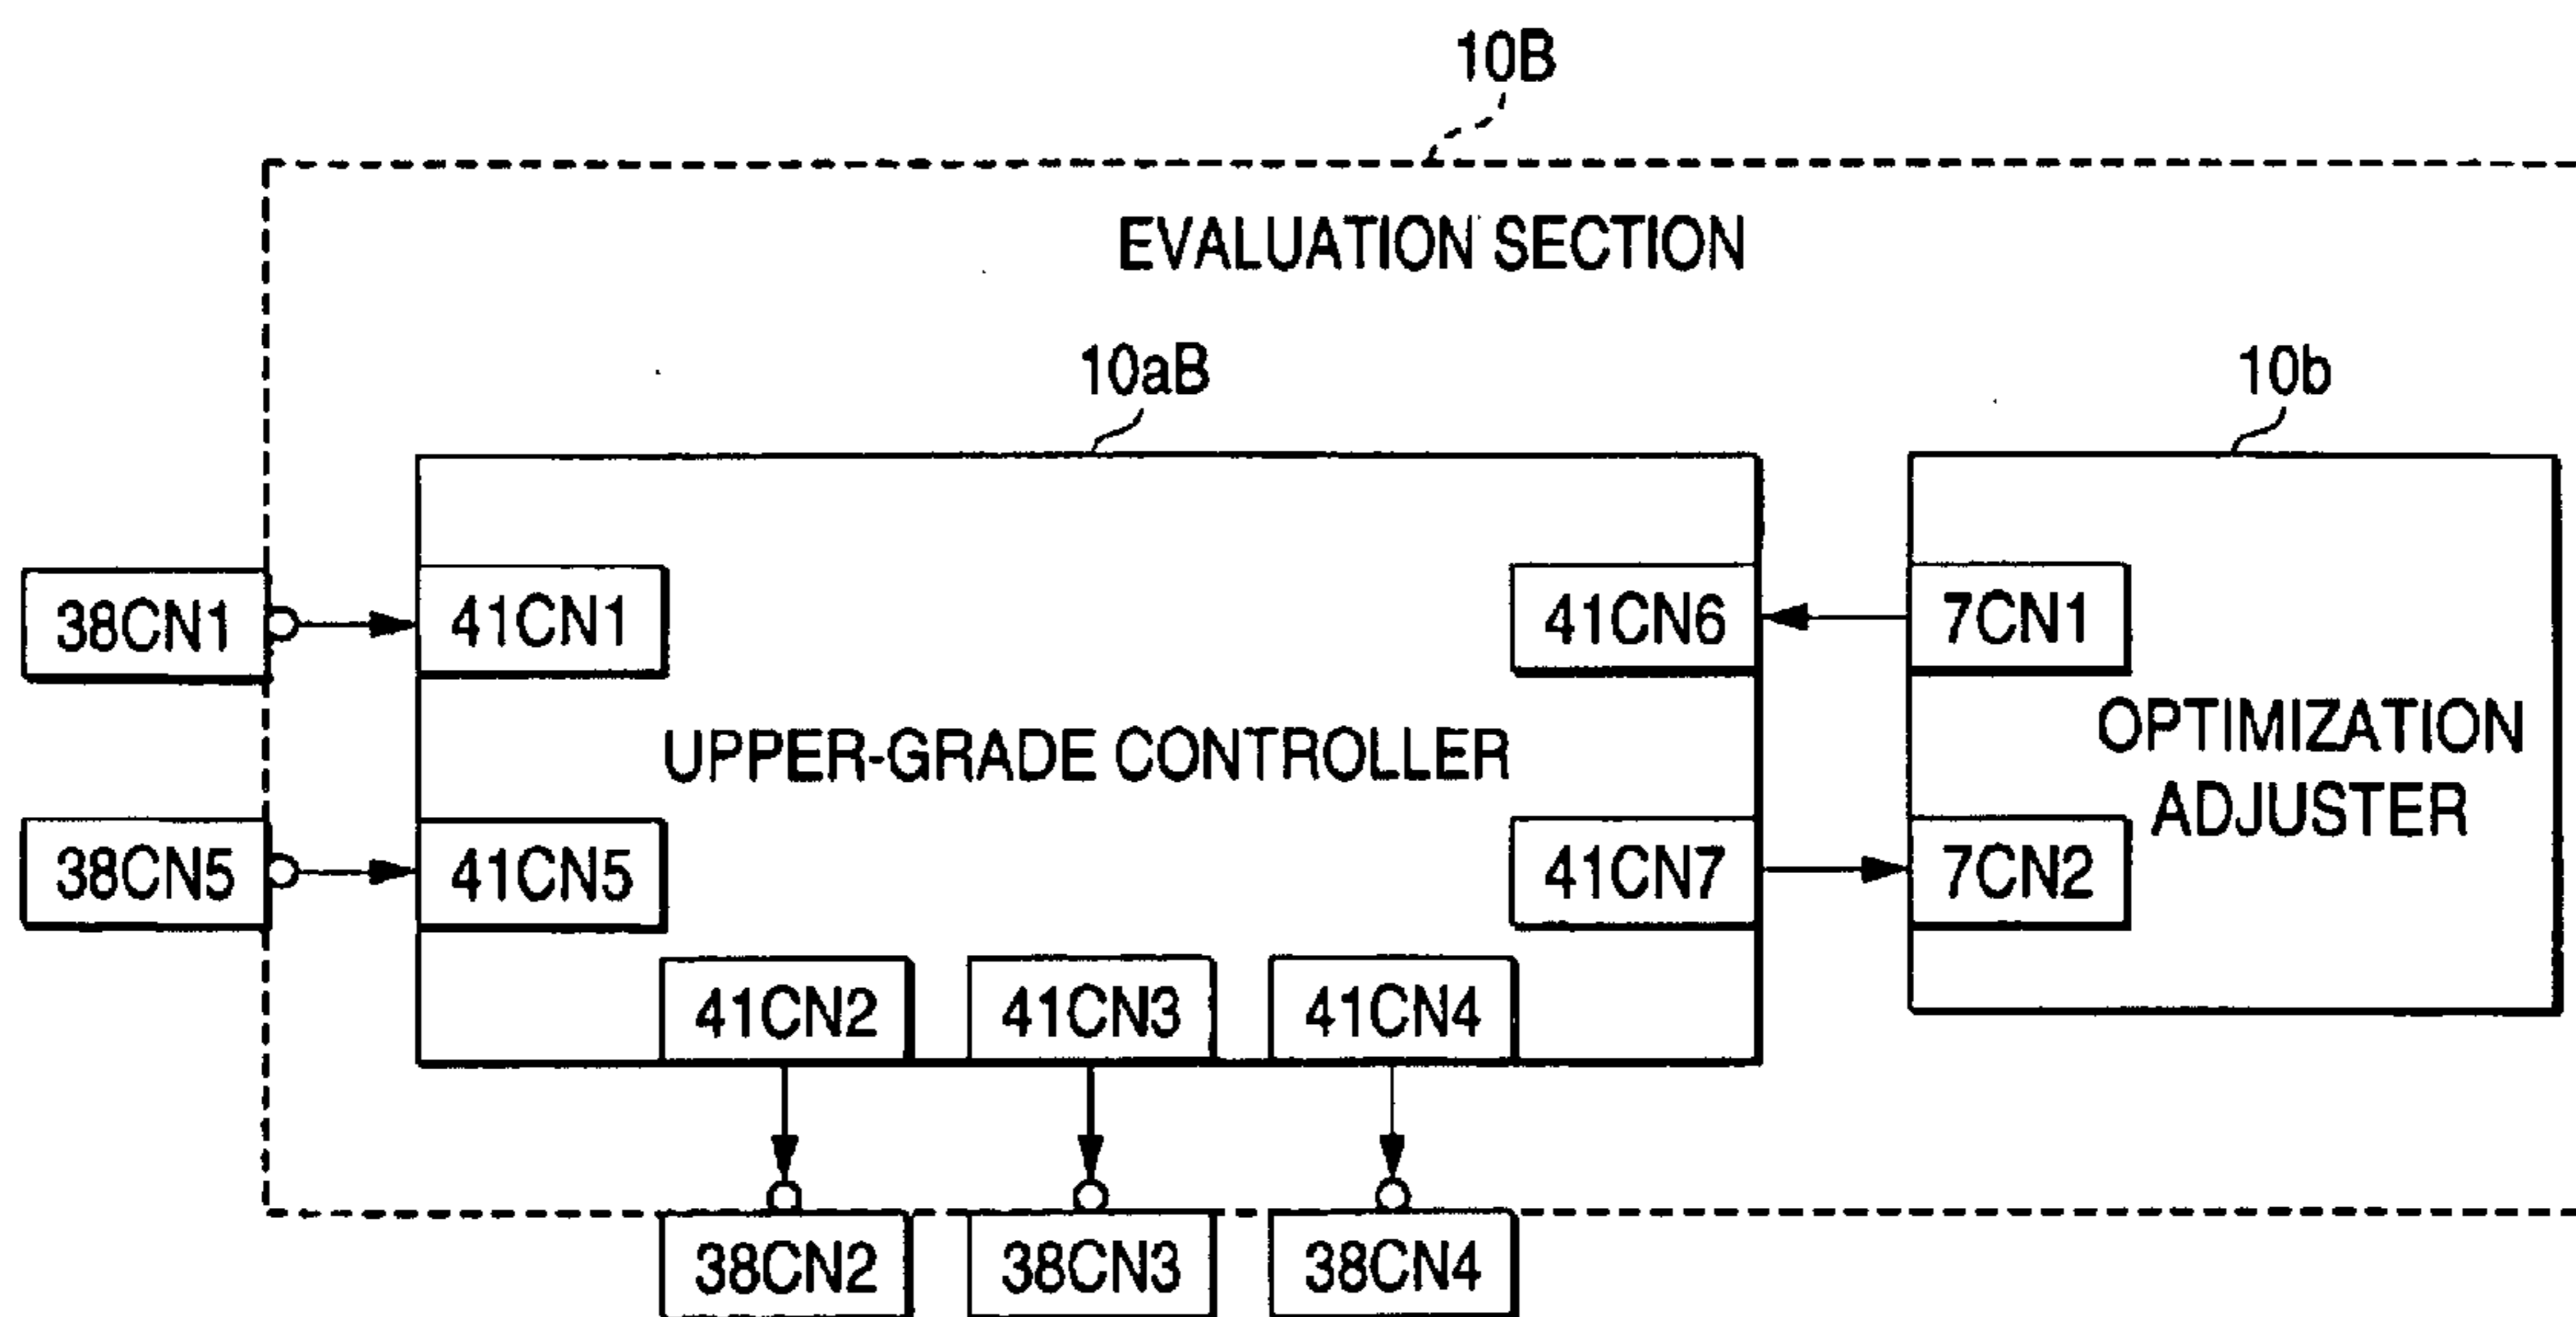 10B
EVALUATION SECTION
10aB
10b
38CN1
41CN1
41CN6
7CN1
UPPER-GRADE CONTROLLER
OPTIMIZATION
ADJUSTER
38CN5
41CN5
41CN7
7CN2
41CN2
41CN3
41CN4
38CN2
38CN3
38CN4